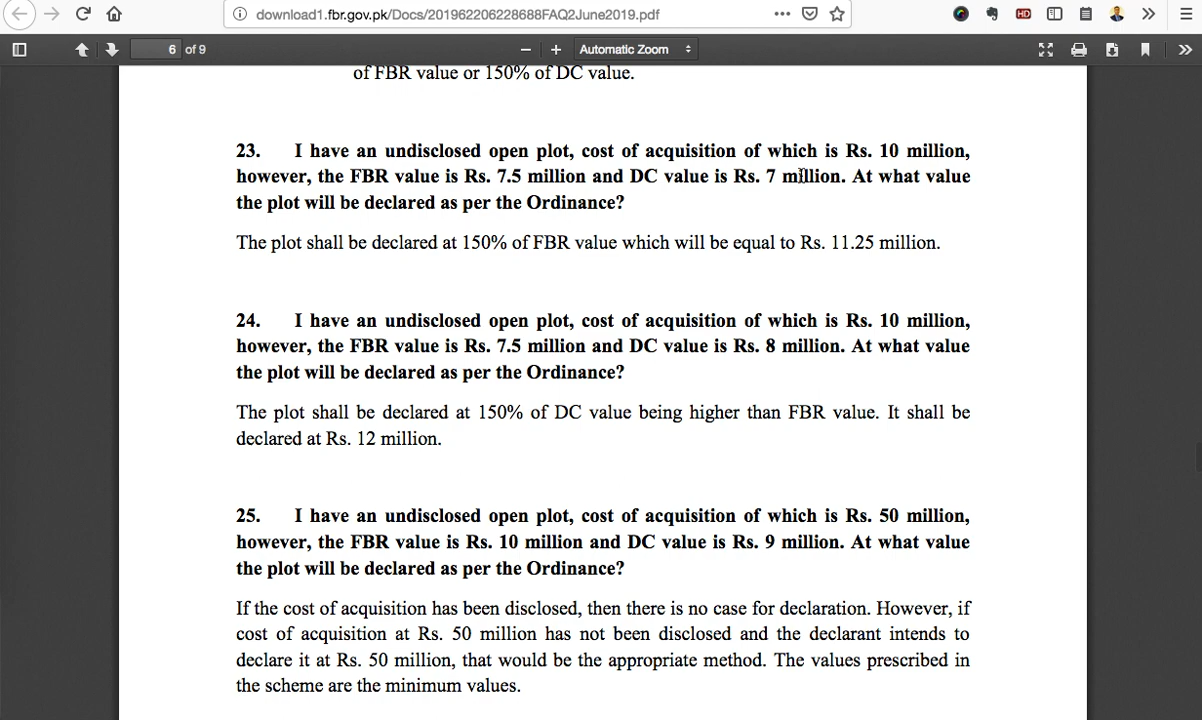 download1.fbr.gov.pk/Docs/201962206228688FAQ2June2019.pdf
HD
6 of 9
Automatic Zoom
of FBR value or 150% of DC value.
23. I have an undisclosed open plot, cost of acquisition of which is Rs. 10 million,
however, the FBR value is Rs. 7.5 million and DC value is Rs. 7 million. At what value
the plot will be declared as per the Ordinance?
The plot shall be declared at 150% of FBR value which will be equal to Rs. 11.25 million.
24. I have an undisclosed open plot, cost of acquisition of which is Rs. 10 million,
however, the FBR value is Rs. 7.5 million and DC value is Rs. 8 million. At what value
the plot will be declared as per the Ordinance?
The plot shall be declared at 150% of DC value being higher than FBR value. It shall be
declared at Rs. 12 million.
25. I have an undisclosed open plot, cost of acquisition of which is Rs. 50 million,
however, the FBR value is Rs. 10 million and DC value is Rs. 9 million. At what value
the plot will be declared as per the Ordinance?
If the cost of acquisition has been disclosed, then there is no case for declaration. However, if
cost of acquisition at Rs. 50 million has not been disclosed and the declarant intends to
declare it at Rs. 50 million, that would be the appropriate method. The values prescribed in
the scheme are the minimum values.